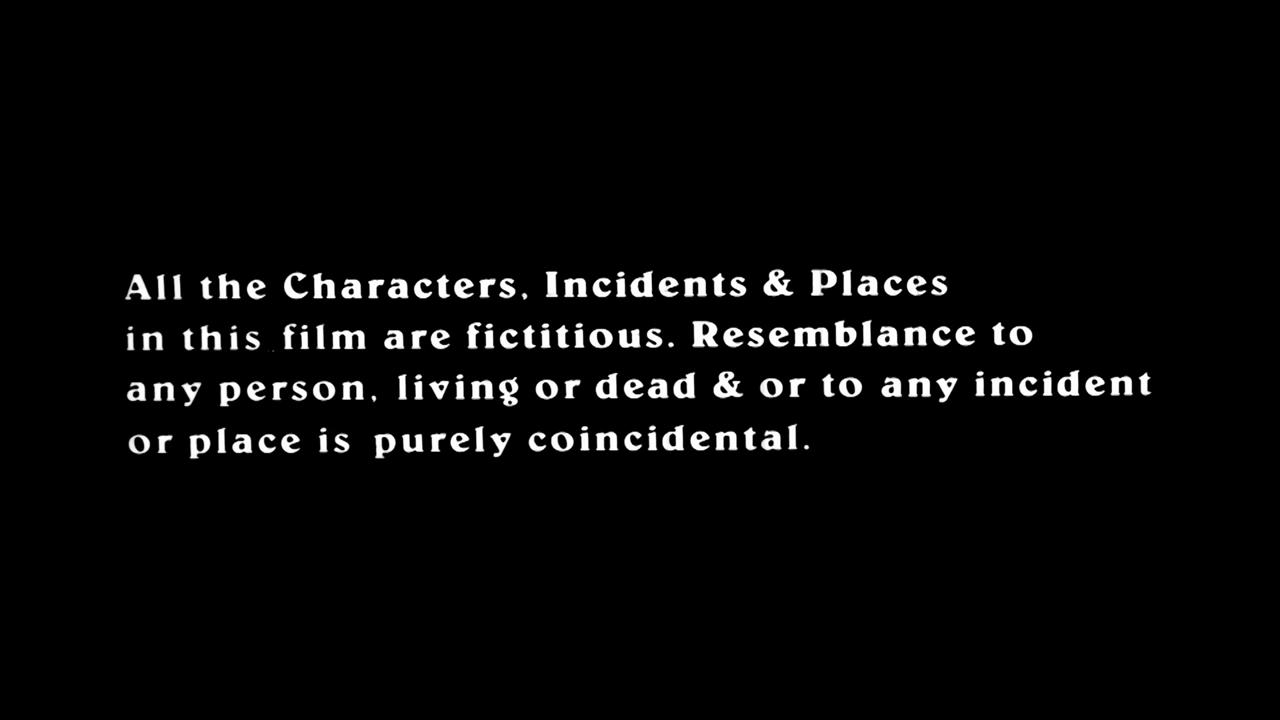 All the Characters, Incidents & Places
in this film are fictitious. Resemblance to
any person, living or dead & or to any incident
or place is purely coincidental.